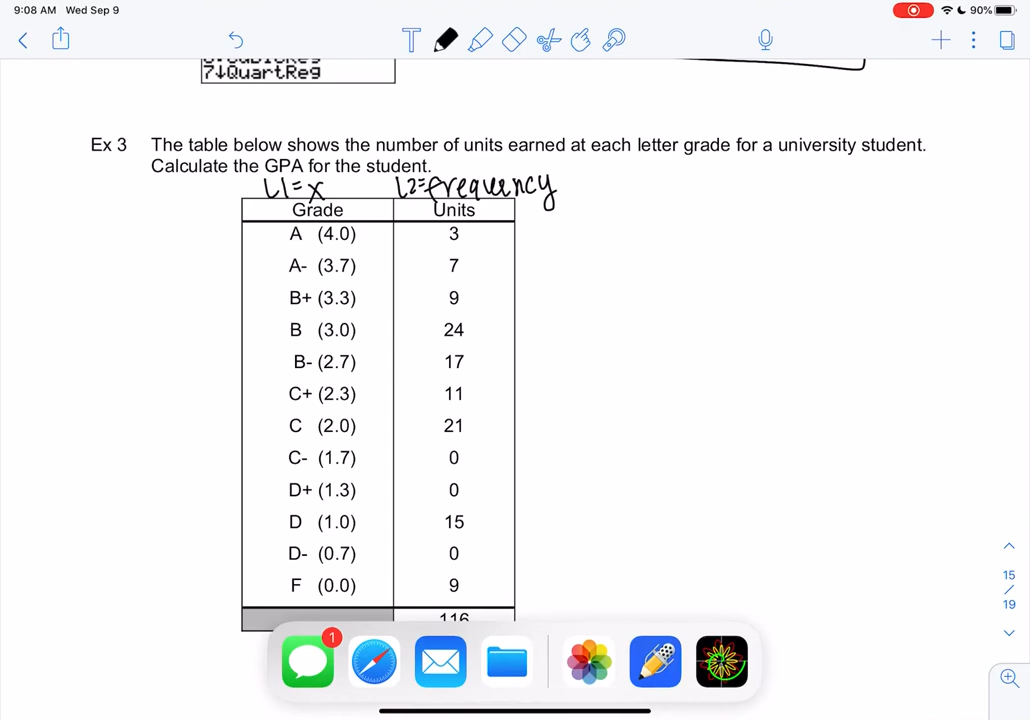 9:08 AM Wed Sep 9
90%
7↓QuartReg
Ex 3 The table below shows the number of units earned at each letter grade for a university student.
Calculate the GPA for the student.
L1=x L2=frequency
Grade Units
A (4.0) 3
A- (3.7) 7
B+ (3.3) 9
B (3.0) 24
B- (2.7) 17
C+ (2.3) 11
C (2.0) 21
C- (1.7) 0
D+ (1.3) 0
D (1.0) 15
D- (0.7) 0
F (0.0) 9
116
15
/
19
1